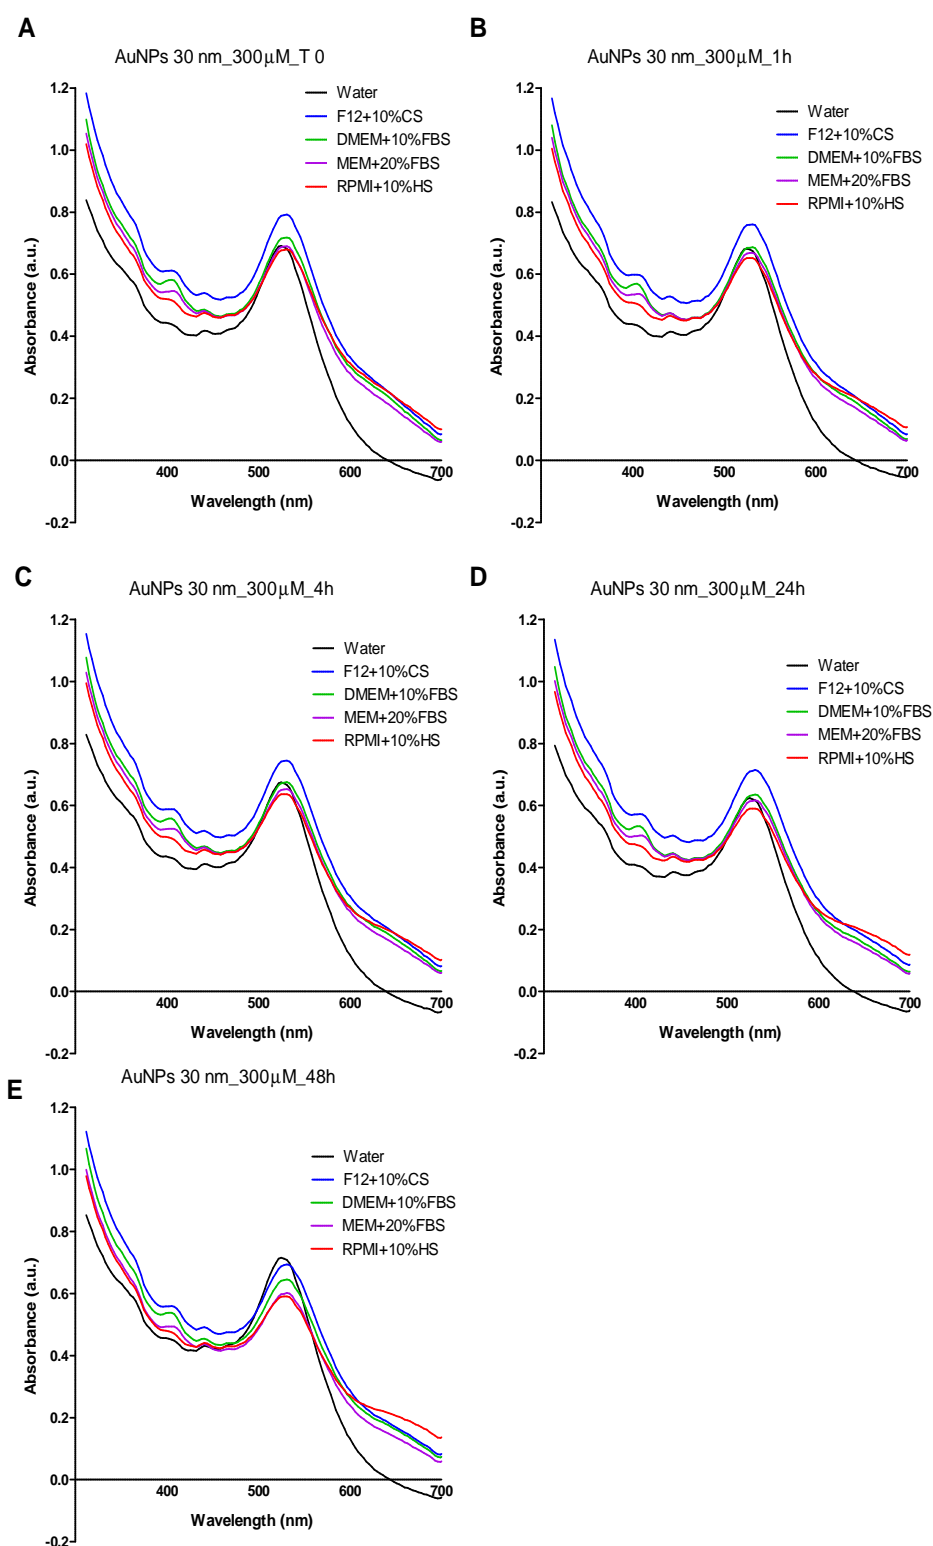 A
AuNPs 30 nm_300μM_T 0
Water
F12+10%CS
DMEM+10%FBS
MEM+20%FBS
RPMI+10%HS
Absorbance (a.u.)
1.2
1.0
0.8
0.6
0.4
0.2
0.0
-0.2
400
500
600
700
Wavelength (nm)
B
AuNPs 30 nm_300μM_1h
Water
F12+10%CS
DMEM+10%FBS
MEM+20%FBS
RPMI+10%HS
Absorbance (a.u.)
1.2
1.0
0.8
0.6
0.4
0.2
0.0
-0.2
400
500
600
700
Wavelength (nm)
C
AuNPs 30 nm_300μM_4h
Water
F12+10%CS
DMEM+10%FBS
MEM+20%FBS
RPMI+10%HS
Absorbance (a.u.)
1.2
1.0
0.8
0.6
0.4
0.2
0.0
-0.2
400
500
600
700
Wavelength (nm)
D
AuNPs 30 nm_300μM_24h
Water
F12+10%CS
DMEM+10%FBS
MEM+20%FBS
RPMI+10%HS
Absorbance (a.u.)
1.2
1.0
0.8
0.6
0.4
0.2
0.0
-0.2
400
500
600
700
Wavelength (nm)
E
AuNPs 30 nm_300μM_48h
Water
F12+10%CS
DMEM+10%FBS
MEM+20%FBS
RPMI+10%HS
Absorbance (a.u.)
1.2
1.0
0.8
0.6
0.4
0.2
0.0
-0.2
400
500
600
700
Wavelength (nm)